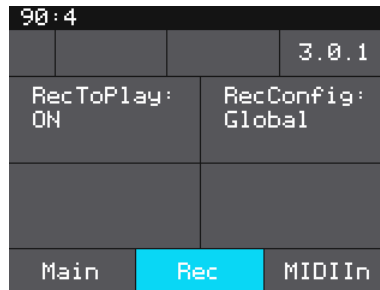 90:4
3.0.1
RecToPlay: RecConfig:
ON Global
Main Rec MIDIIn